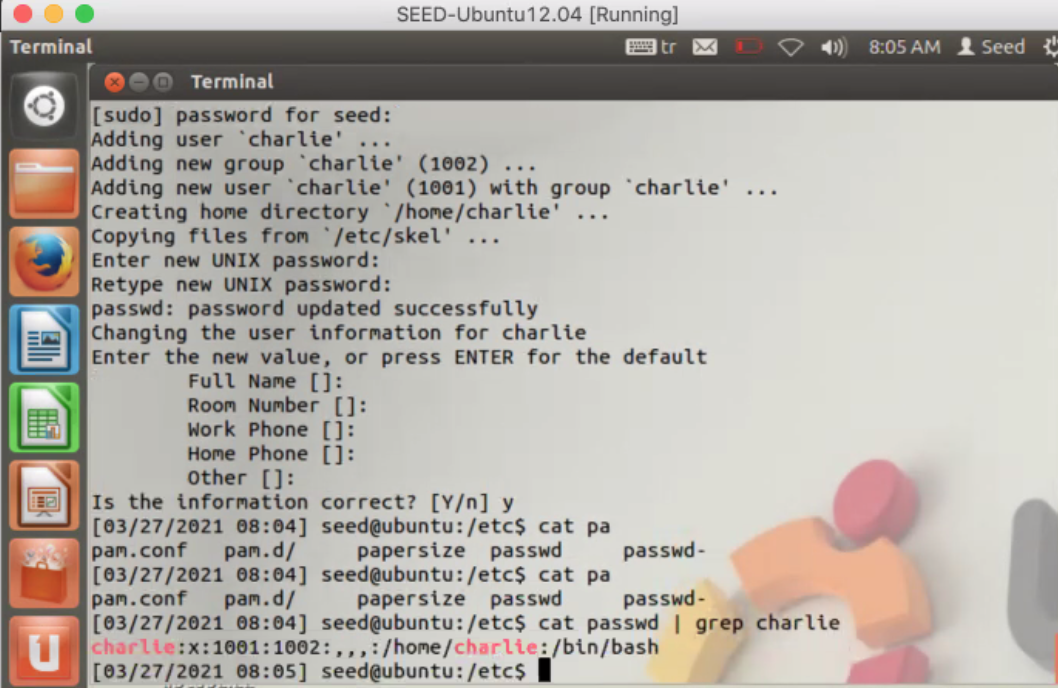 SEED-Ubuntu12.04 [Running]
Terminal tr 8:05 AM Seed
Terminal
[sudo] password for seed:
Adding user `charlie' ...
Adding new group `charlie' (1002) ...
Adding new user `charlie' (1001) with group `charlie' ...
Creating home directory `/home/charlie' ...
Copying files from `/etc/skel' ...
Enter new UNIX password:
Retype new UNIX password:
passwd: password updated successfully
Changing the user information for charlie
Enter the new value, or press ENTER for the default
Full Name []:
Room Number []:
Work Phone []:
Home Phone []:
Other []:
Is the information correct? [Y/n] y
[03/27/2021 08:04] seed@ubuntu:/etc$ cat pa
pam.conf pam.d/ papersize passwd passwd-
[03/27/2021 08:04] seed@ubuntu:/etc$ cat pa
pam.conf pam.d/ papersize passwd passwd-
[03/27/2021 08:04] seed@ubuntu:/etc$ cat passwd | grep charlie
charlie:x:1001:1002:,,,:/home/charlie:/bin/bash
[03/27/2021 08:05] seed@ubuntu:/etc$